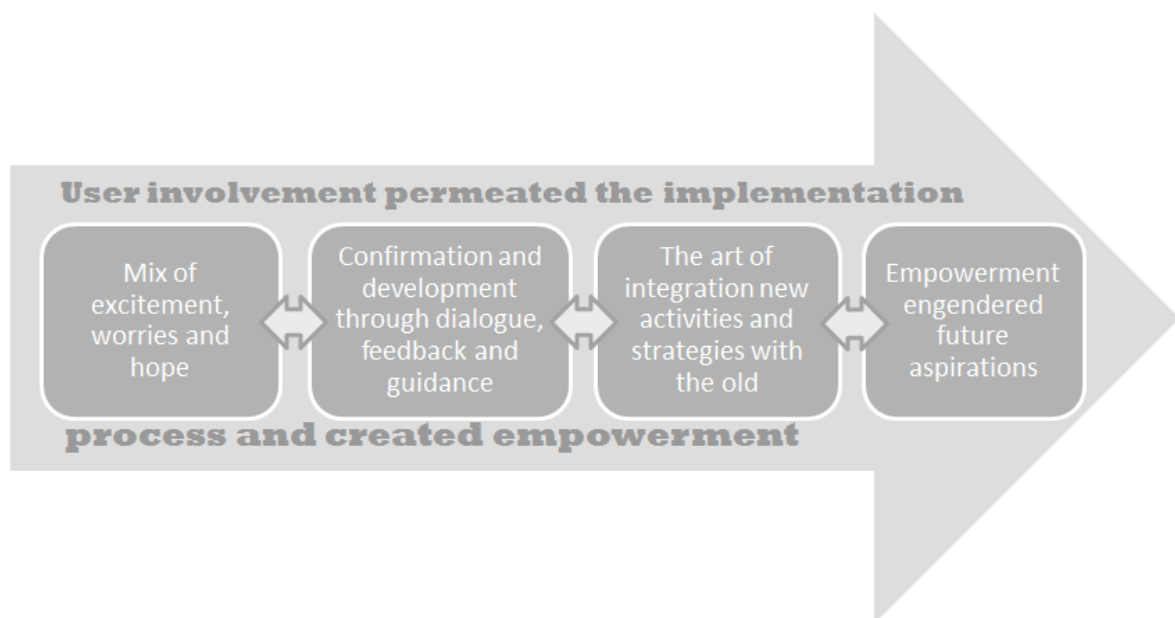 User involvement permeated the implementation
Mix of
excitement,
worries and
hope
Confirmation and
development
through dialogue,
feedback and
guidance
The art of
integration new
activities and
strategies with
the old
Empowerment
engendered
future
aspirations
process and created empowerment